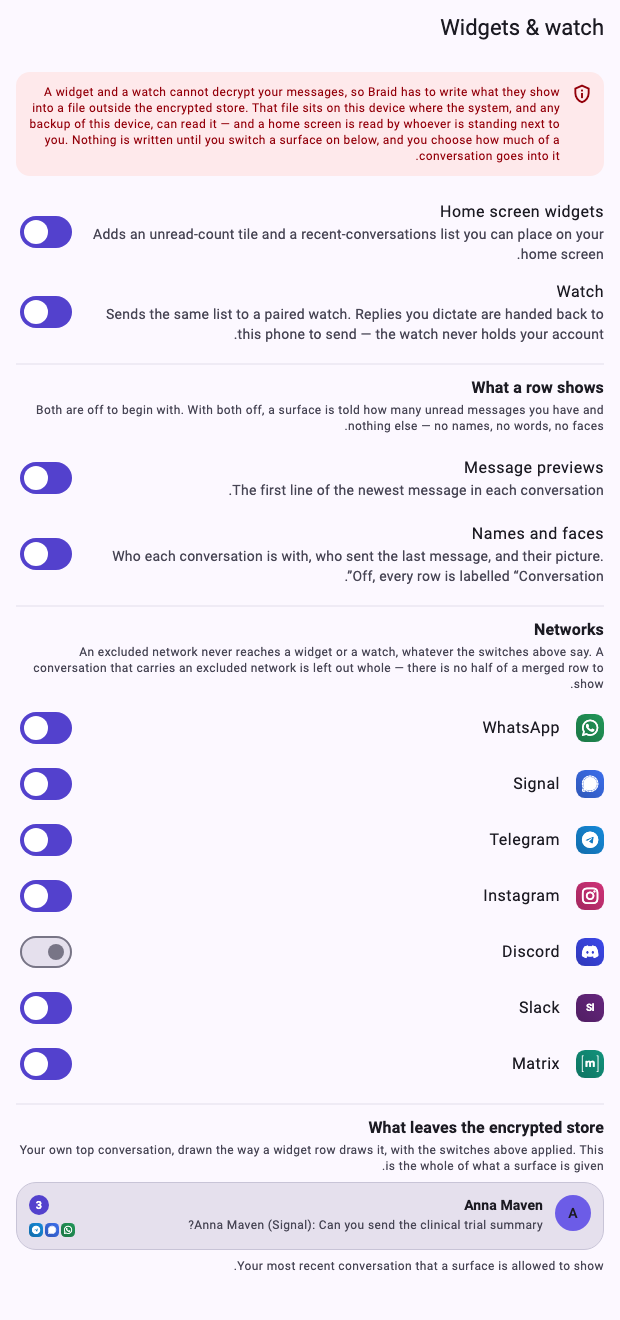 Widgets & watch
A widget and a watch cannot decrypt your messages, so Braid has to write what they show
into a file outside the encrypted store. That file sits on this device where the system, and any
backup of this device, can read it — and a home screen is read by whoever is standing next to
you. Nothing is written until you switch a surface on below, and you choose how much of a
.conversation goes into it
Home screen widgets
Adds an unread-count tile and a recent-conversations list you can place on your
.home screen
Watch
Sends the same list to a paired watch. Replies you dictate are handed back to
.this phone to send — the watch never holds your account
What a row shows
Both are off to begin with. With both off, a surface is told how many unread messages you have and
.nothing else — no names, no words, no faces
Message previews
.The first line of the newest message in each conversation
Names and faces
Who each conversation is with, who sent the last message, and their picture.
.”Off, every row is labelled “Conversation
Networks
An excluded network never reaches a widget or a watch, whatever the switches above say. A
conversation that carries an excluded network is left out whole — there is no half of a merged row to
.show
WhatsApp
Signal
Telegram
Instagram
Discord
Slack
Sl
Matrix
[m]
What leaves the encrypted store
Your own top conversation, drawn the way a widget row draws it, with the switches above applied. This
.is the whole of what a surface is given
A
Anna Maven
3
?Anna Maven (Signal): Can you send the clinical trial summary
.Your most recent conversation that a surface is allowed to show